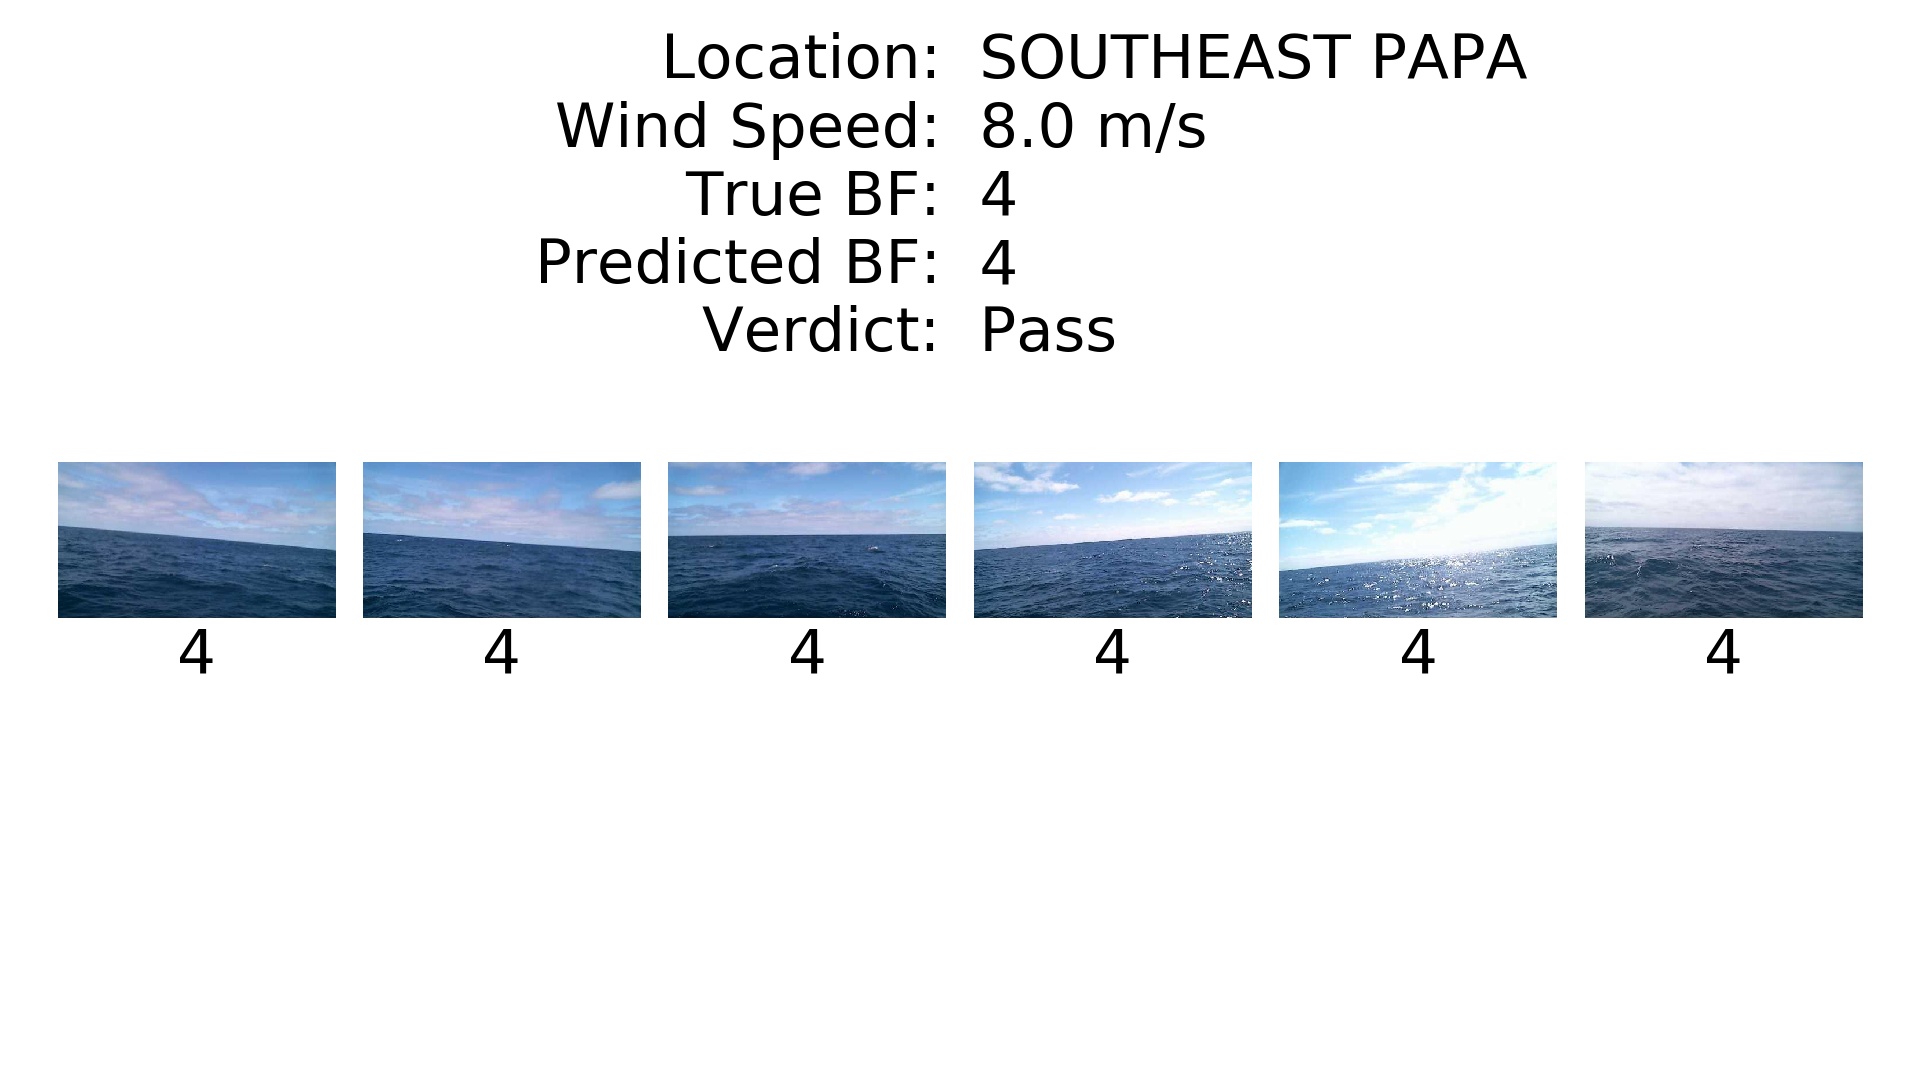 Location: SOUTHEAST PAPA
Wind Speed: 8.0 m/s
True BF: 4
Predicted BF: 4
Verdict: Pass
4 4 4 4 4 4